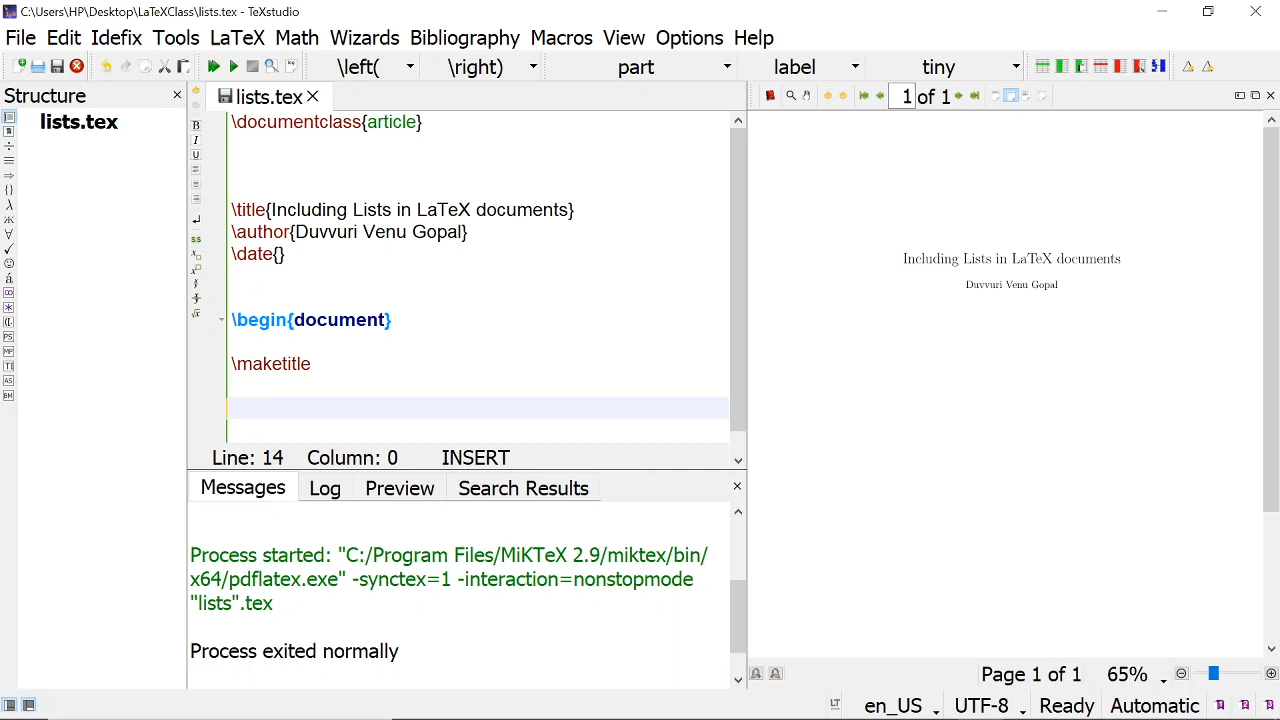 C:\Users\HP\Desktop\LaTeXClass\lists.tex - TeXstudio
File Edit Idefix Tools LaTeX Math Wizards Bibliography Macros View Options Help
\left( \right) part label tiny
Structure
lists.tex
lists.tex
1 of 1
\documentclass{article}
\title{Including Lists in LaTeX documents}
\author{Duvvuri Venu Gopal}
\date{}
\begin{document}
\maketitle
Line: 14 Column: 0 INSERT
Messages Log Preview Search Results
Process started: "C:/Program Files/MiKTeX 2.9/miktex/bin/
x64/pdflatex.exe" -synctex=1 -interaction=nonstopmode
"lists".tex
Process exited normally
Including Lists in LaTeX documents
Duvvuri Venu Gopal
Page 1 of 1 65%
en_US UTF-8 Ready Automatic